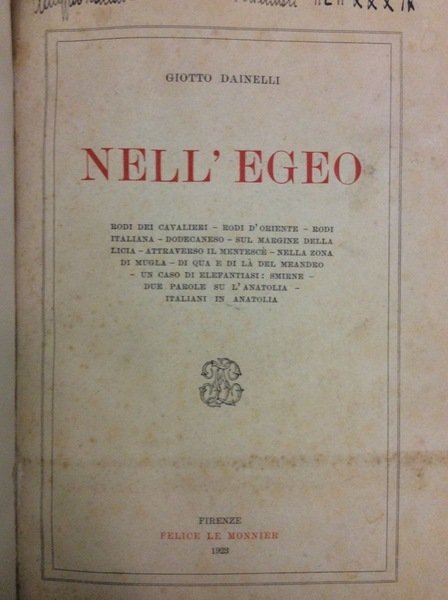 GIOTTO DAINELLI
NELL' EGEO
RODI DEI CAVALIERI – RODI D'ORIENTE – RODI
ITALIANA – DODECANESO – SUL MARGINE DELLA
LICIA – ATTRAVERSO IL MENTESCÈ – NELLA ZONA
DI MUGLA – DI QUA E DI LÀ DEL MEANDRO
– UN CASO DI ELEFANTIASI: SMIRNE –
DUE PAROLE SU L'ANATOLIA –
ITALIANI IN ANATOLIA
FIRENZE
FELICE LE MONNIER
1923